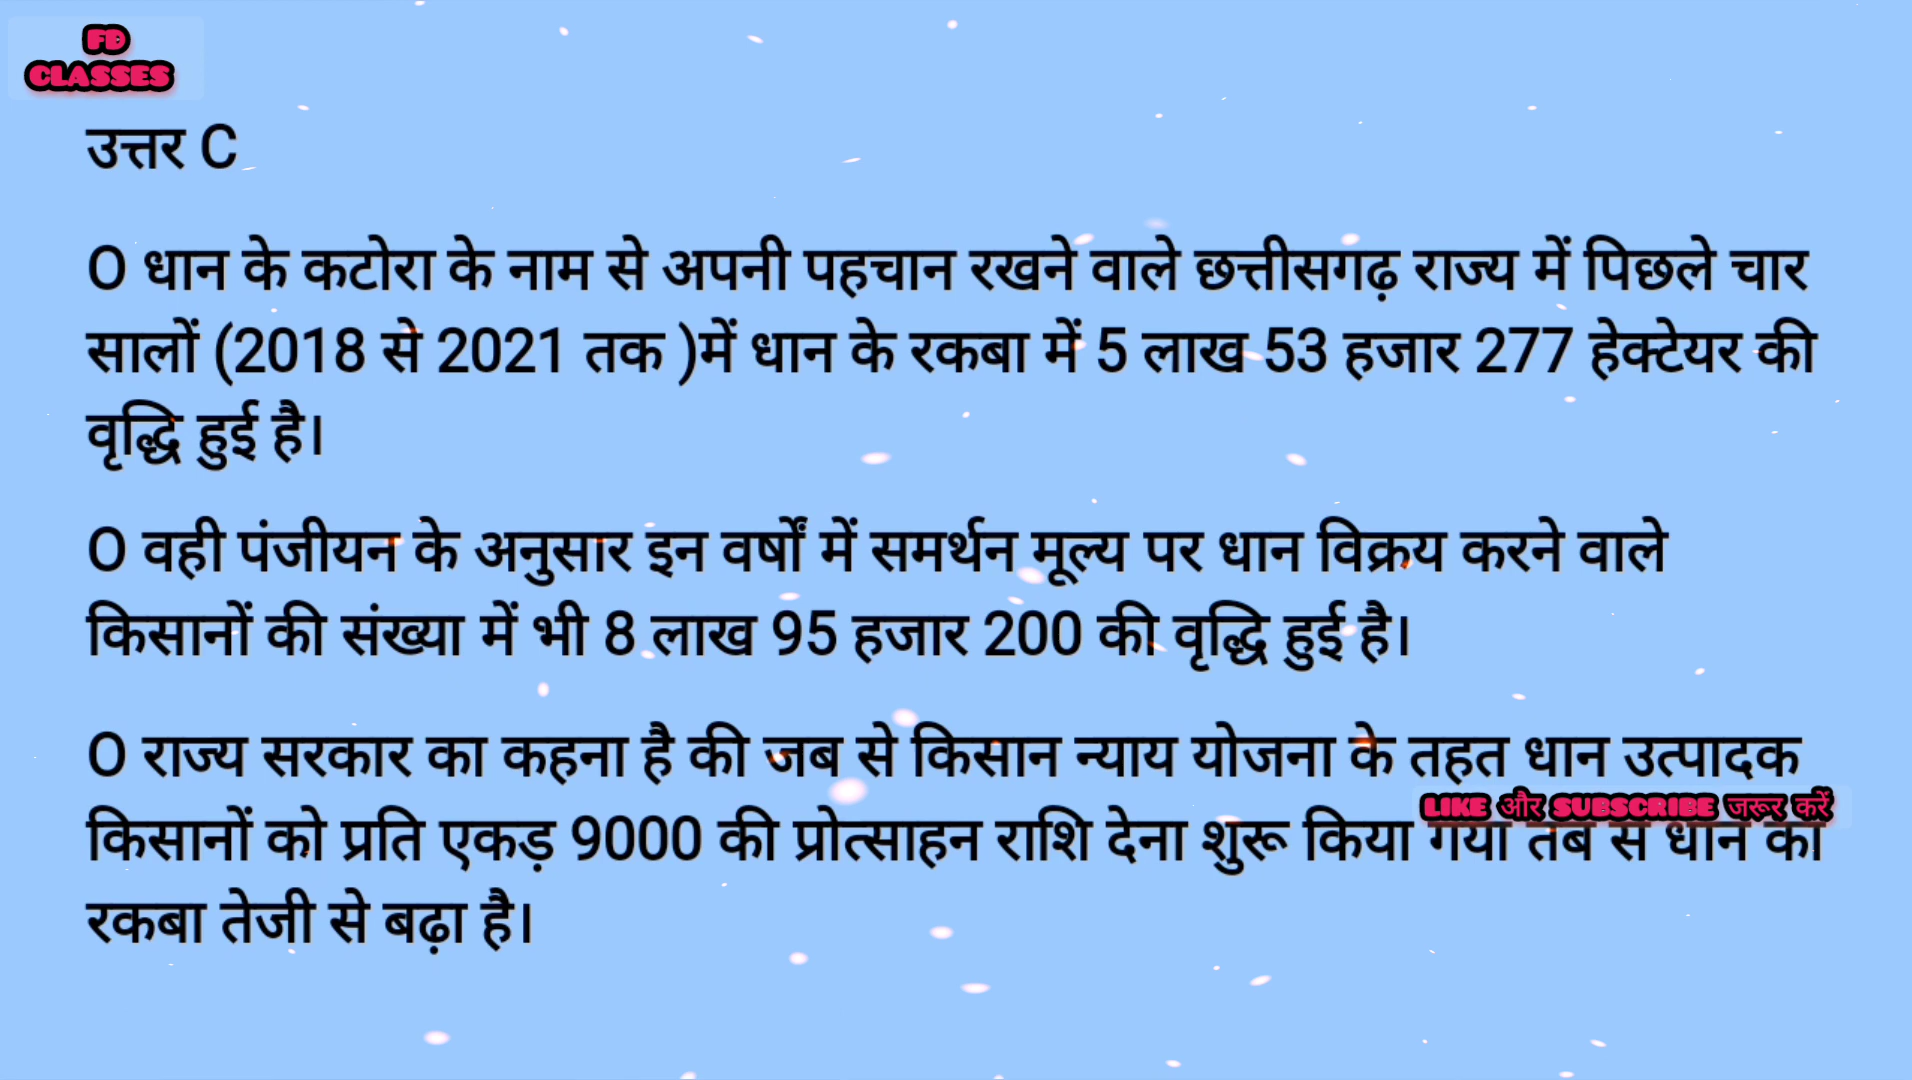 FD
CLASSES
उत्तर C
O धान के कटोरा के नाम से अपनी पहचान रखने वाले छत्तीसगढ़ राज्य में पिछले चार
सालों (2018 से 2021 तक )में धान के रकबा में 5 लाख 53 हजार 277 हेक्टेयर की
वृद्धि हुई है।
O वही पंजीयन के अनुसार इन वर्षों में समर्थन मूल्य पर धान विक्रय करने वाले
किसानों की संख्या में भी 8 लाख 95 हजार 200 की वृद्धि हुई है।
O राज्य सरकार का कहना है की जब से किसान न्याय योजना के तहत धान उत्पादक
LIKE और SUBSCRIBE जरूर करें
किसानों को प्रति एकड़ 9000 की प्रोत्साहन राशि देना शुरू किया गया तब से धान का
रकबा तेजी से बढ़ा है।